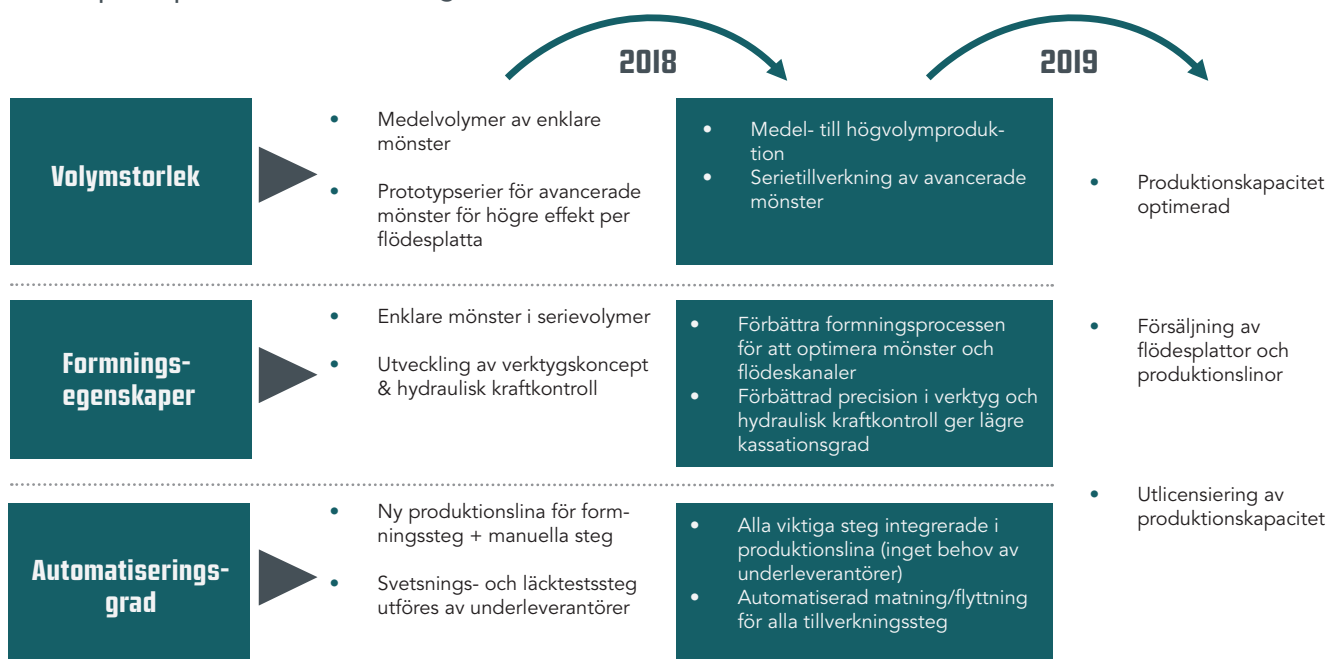 2018
2019
Volymstorlek
• Medelvolymer av enklare
mönster
• Prototypserier för avancerade
mönster för högre effekt per
flödesplatta
• Medel- till högvolymproduk-
tion
• Serietillverkning av avancerade
mönster
• Produktionskapacitet
optimerad
Formnings-
egenskaper
• Enklare mönster i serievolymer
• Utveckling av verktygskoncept
& hydraulisk kraftkontroll
• Förbättra formningsprocessen
för att optimera mönster och
flödeskanaler
• Förbättrad precision i verktyg och
hydraulisk kraftkontroll ger lägre
kassationsgrad
• Försäljning av
flödesplattor och
produktionslinor
Automatiserings-
grad
• Ny produktionslina för form-
ningssteg + manuella steg
• Svetsnings- och läcktestssteg
utföres av underleverantörer
• Alla viktiga steg integrerade i
produktionslina (inget behov av
underleverantörer)
• Automatiserad matning/flyttning
för alla tillverkningssteg
• Utlicensiering av
produktionskapacitet